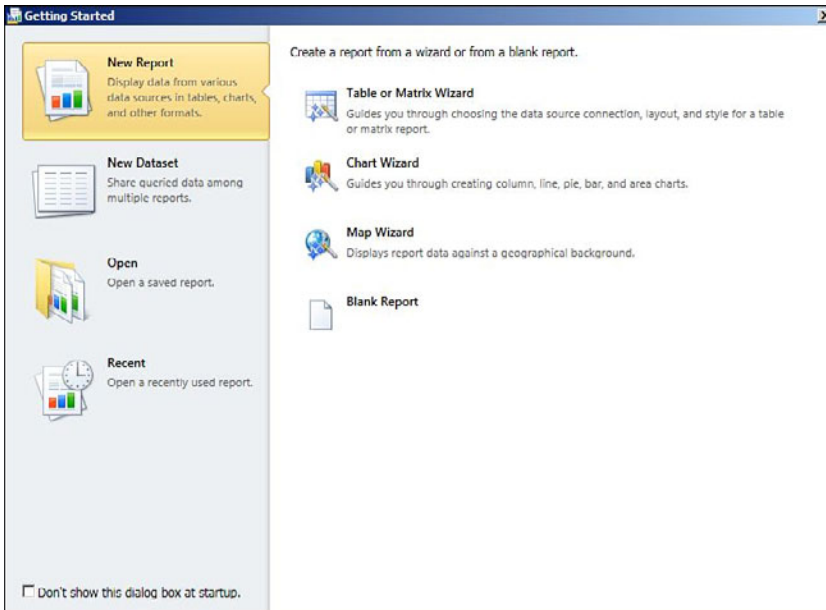 Getting Started
New Report
Display data from various
data sources in tables, charts,
and other formats.
New Dataset
Share queried data among
multiple reports.
Open
Open a saved report.
Recent
Open a recently used report.
Don't show this dialog box at startup.
Create a report from a wizard or from a blank report.
Table or Matrix Wizard
Guides you through choosing the data source connection, layout, and style for a table
or matrix report.
Chart Wizard
Guides you through creating column, line, pie, bar, and area charts.
Map Wizard
Displays report data against a geographical background.
Blank Report